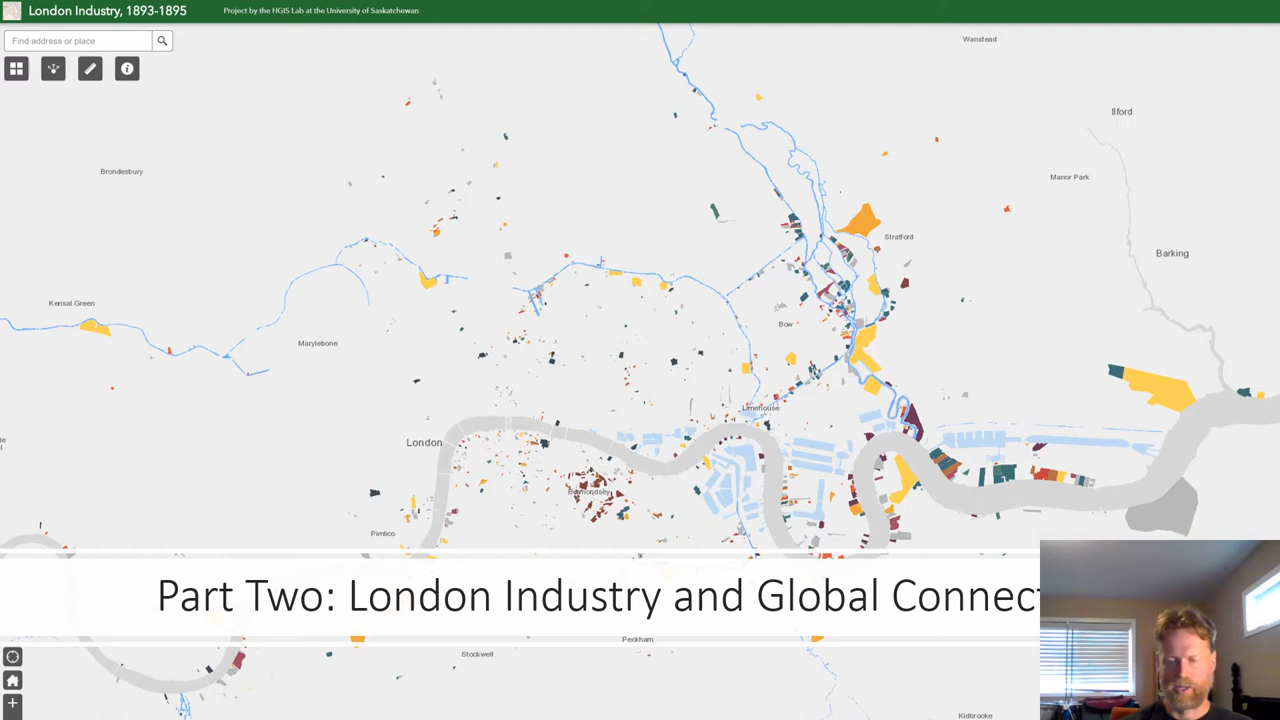 London Industry, 1893-1895
Project by the HGIS Lab at the University of Saskatchewan
Find address or place
Wanstead
Ilford
Brondesbury
Manor Park
Stratford
Barking
Kensal Green
Bow
Marylebone
Limehouse
London
Bermondsey
Pimlico
Part Two: London Industry and Global Connec
Peckham
Stockwell
Kidbrooke